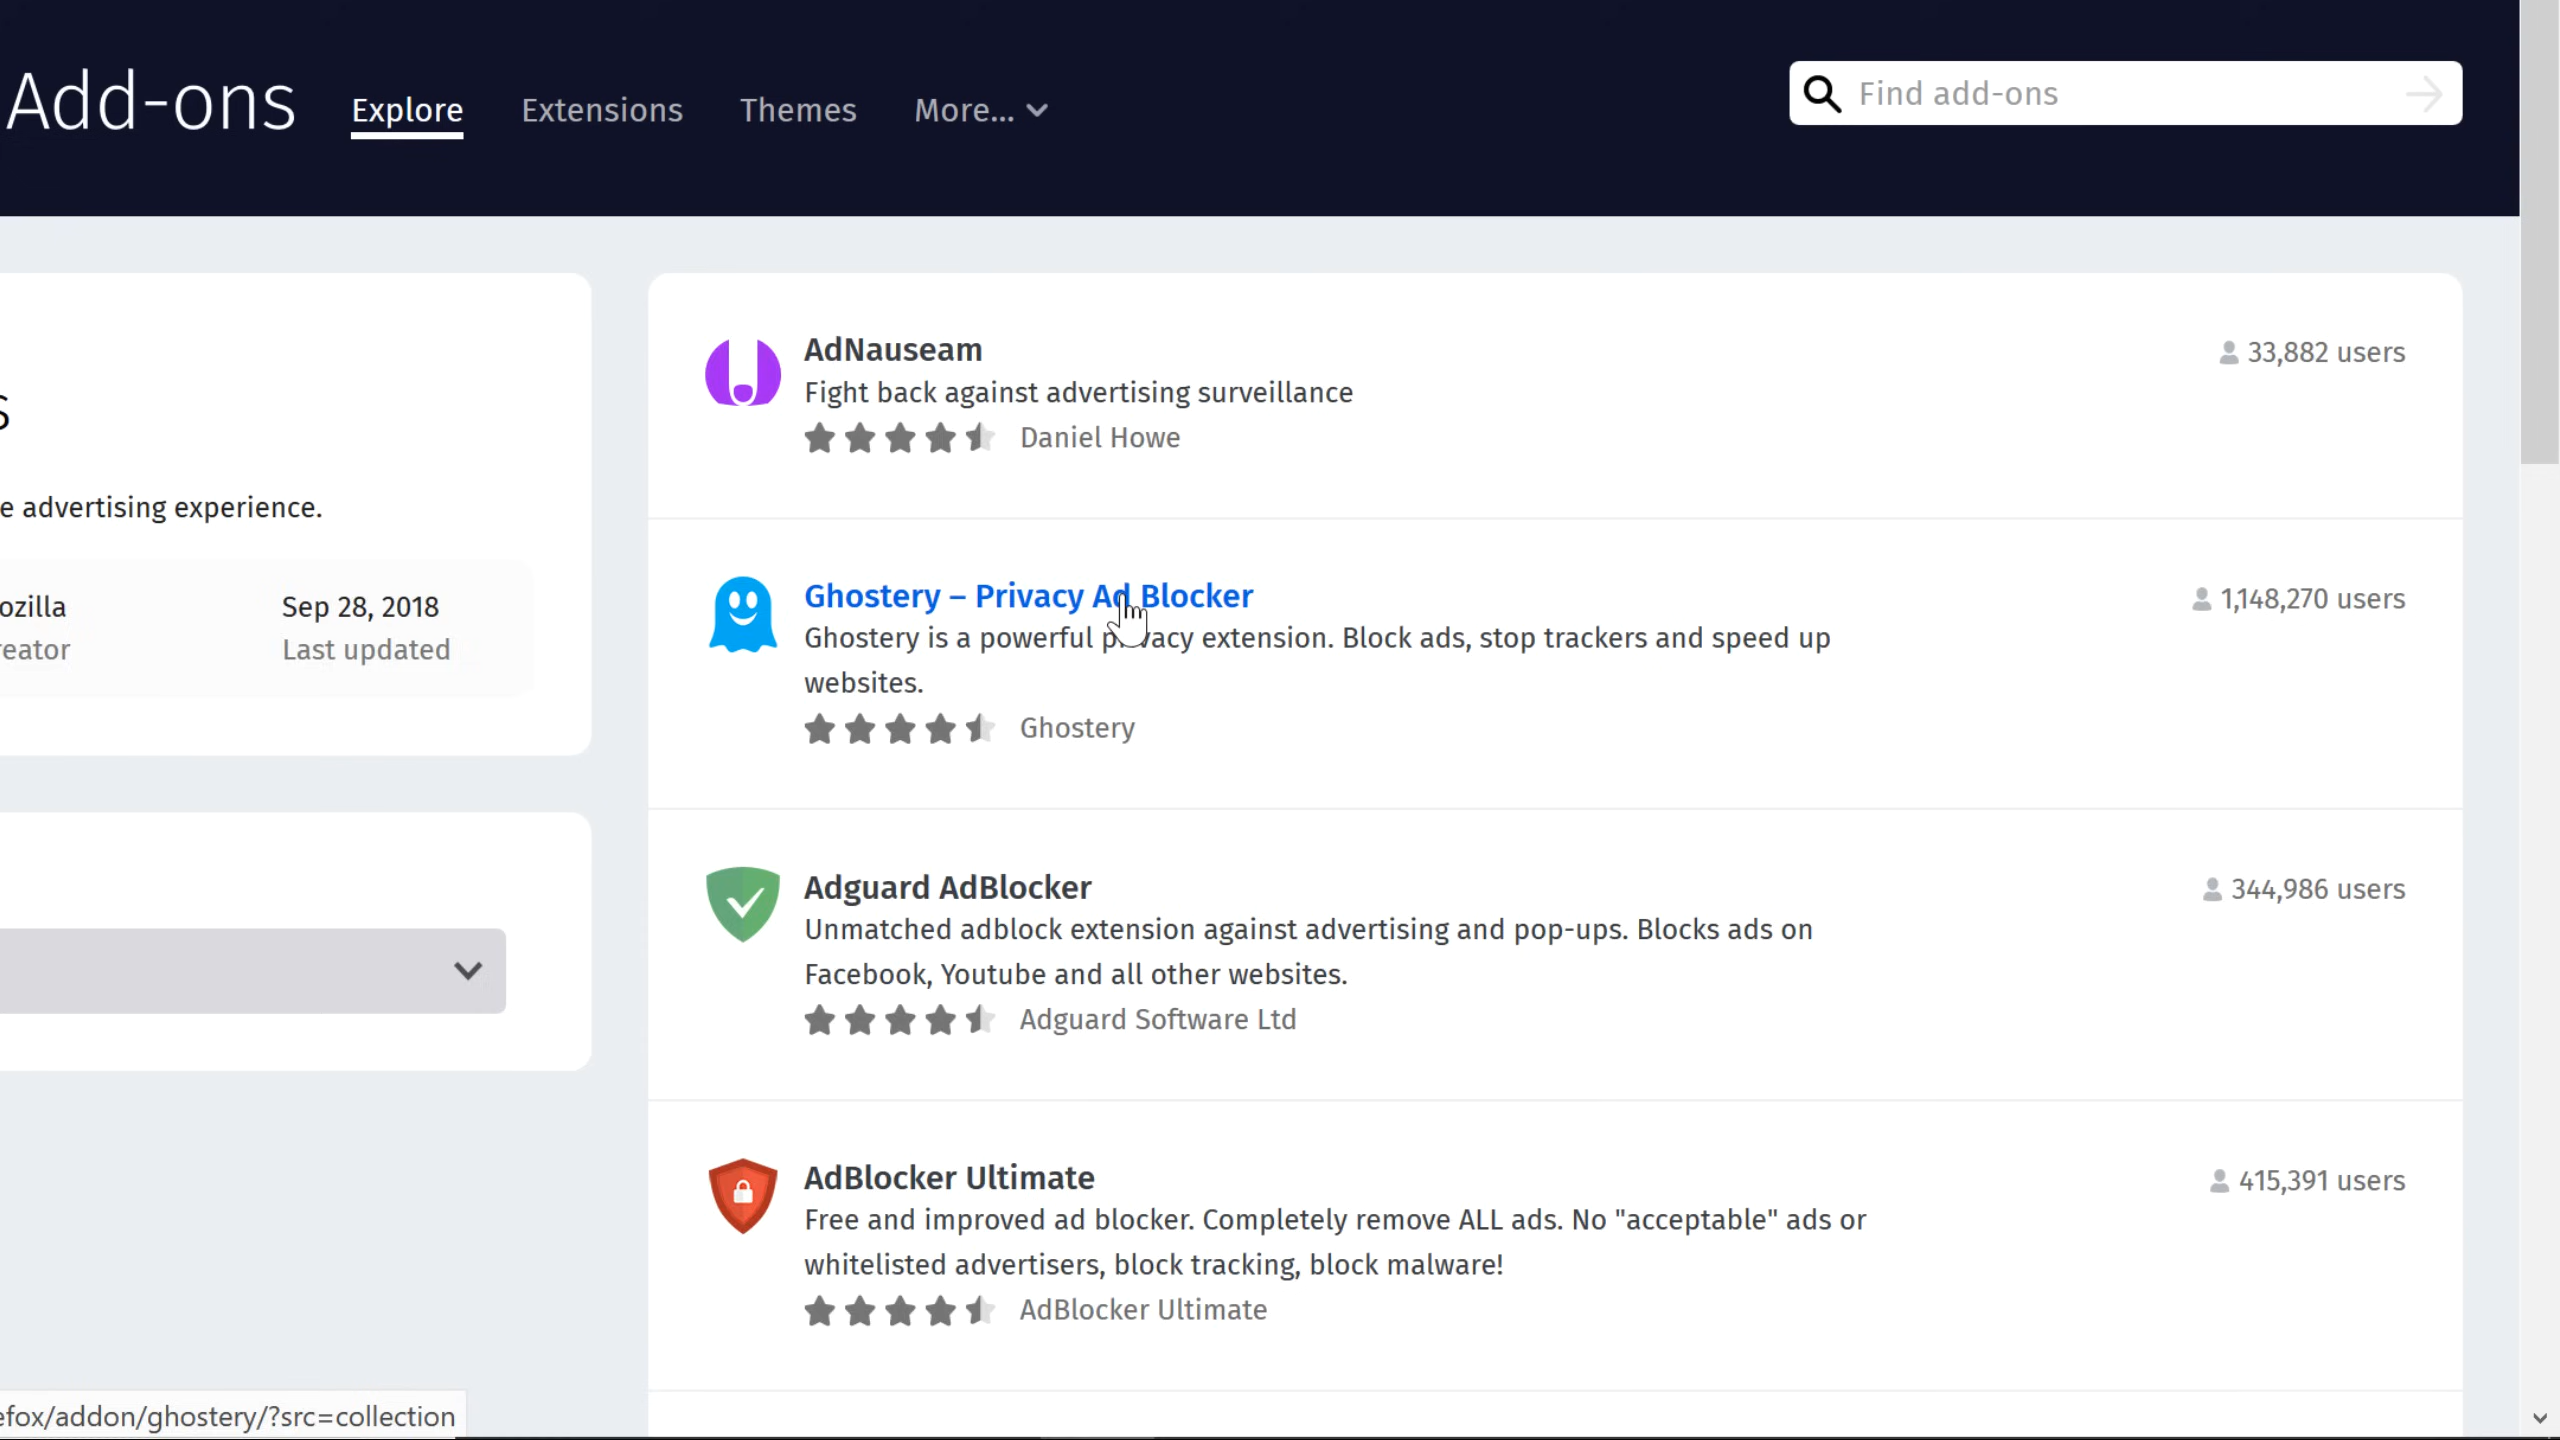 Add-ons
Explore
Extensions
Themes
More...
Find add-ons
s
e advertising experience.
ozilla
Sep 28, 2018
reator
Last updated
AdNauseam
33,882 users
Fight back against advertising surveillance
Daniel Howe
Ghostery – Privacy Ad Blocker
1,148,270 users
Ghostery is a powerful privacy extension. Block ads, stop trackers and speed up
websites.
Ghostery
Adguard AdBlocker
344,986 users
Unmatched adblock extension against advertising and pop-ups. Blocks ads on
Facebook, Youtube and all other websites.
Adguard Software Ltd
AdBlocker Ultimate
415,391 users
Free and improved ad blocker. Completely remove ALL ads. No "acceptable" ads or
whitelisted advertisers, block tracking, block malware!
AdBlocker Ultimate
efox/addon/ghostery/?src=collection